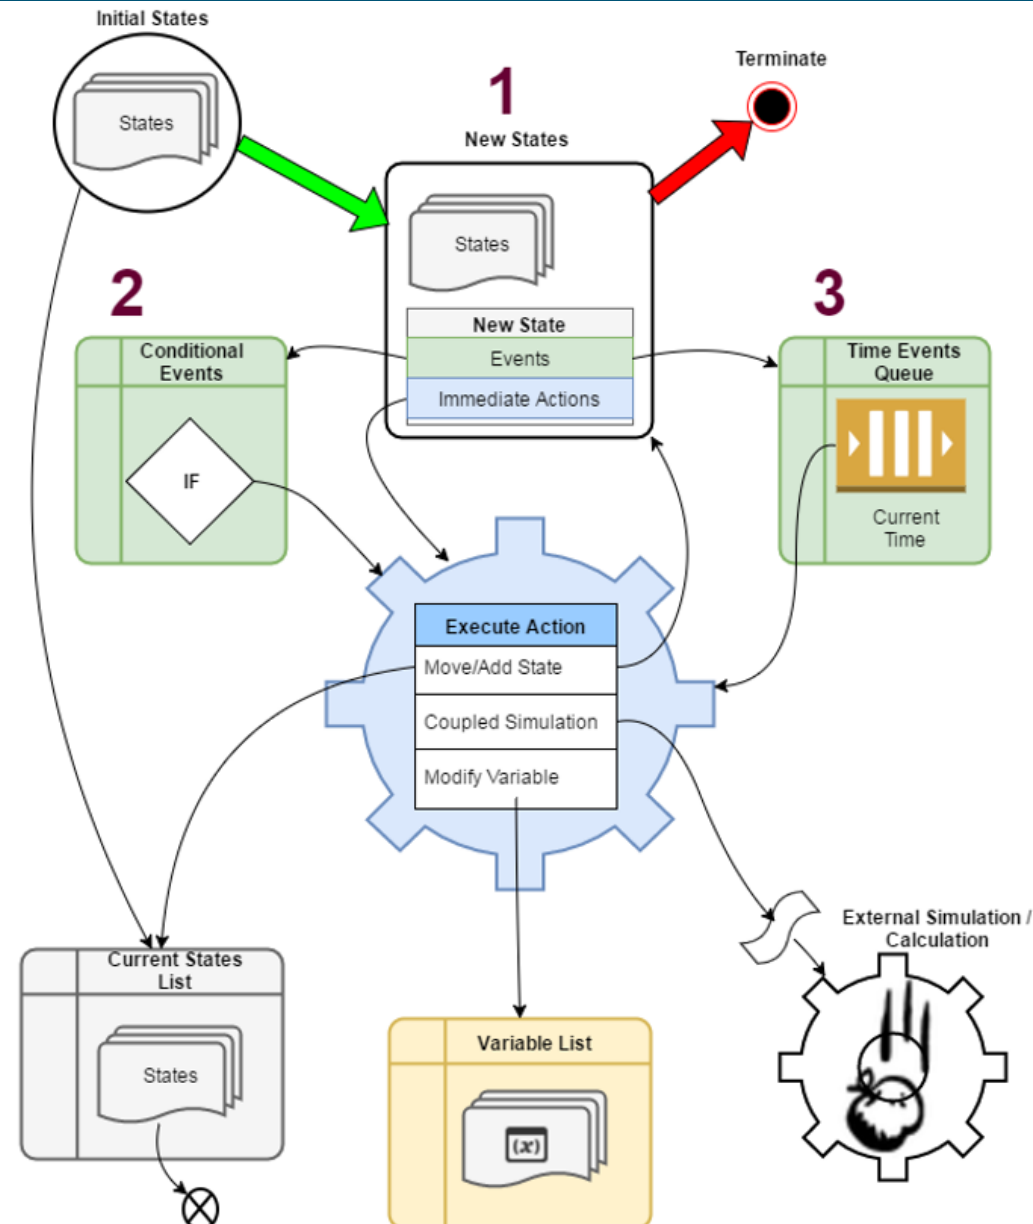 Initial States
States
1
New States
Terminate
States
New State
Events
Immediate Actions
2
Conditional
Events
IF
3
Time Events
Queue
Current
Time
Execute Action
Move/Add State
Coupled Simulation
Modify Variable
Current States
List
States
Variable List
(x)
External Simulation /
Calculation